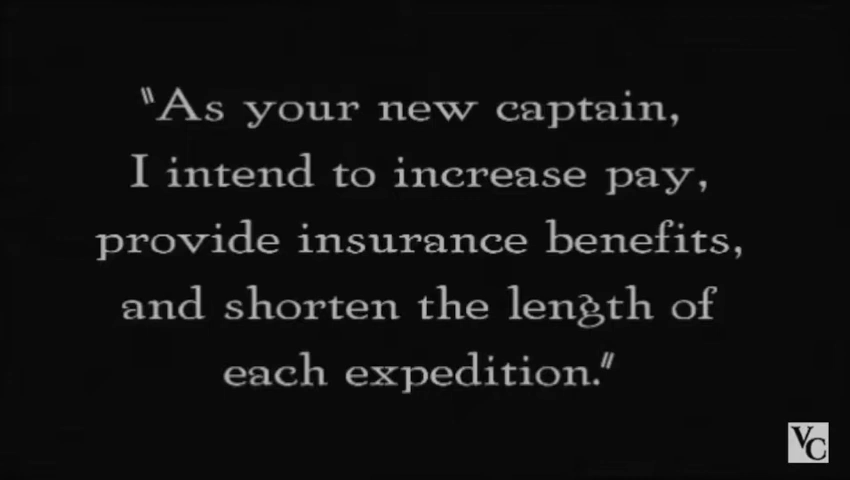 "As your new captain,
I intend to increase pay,
provide insurance benefits,
and shorten the length of
each expedition."
VC